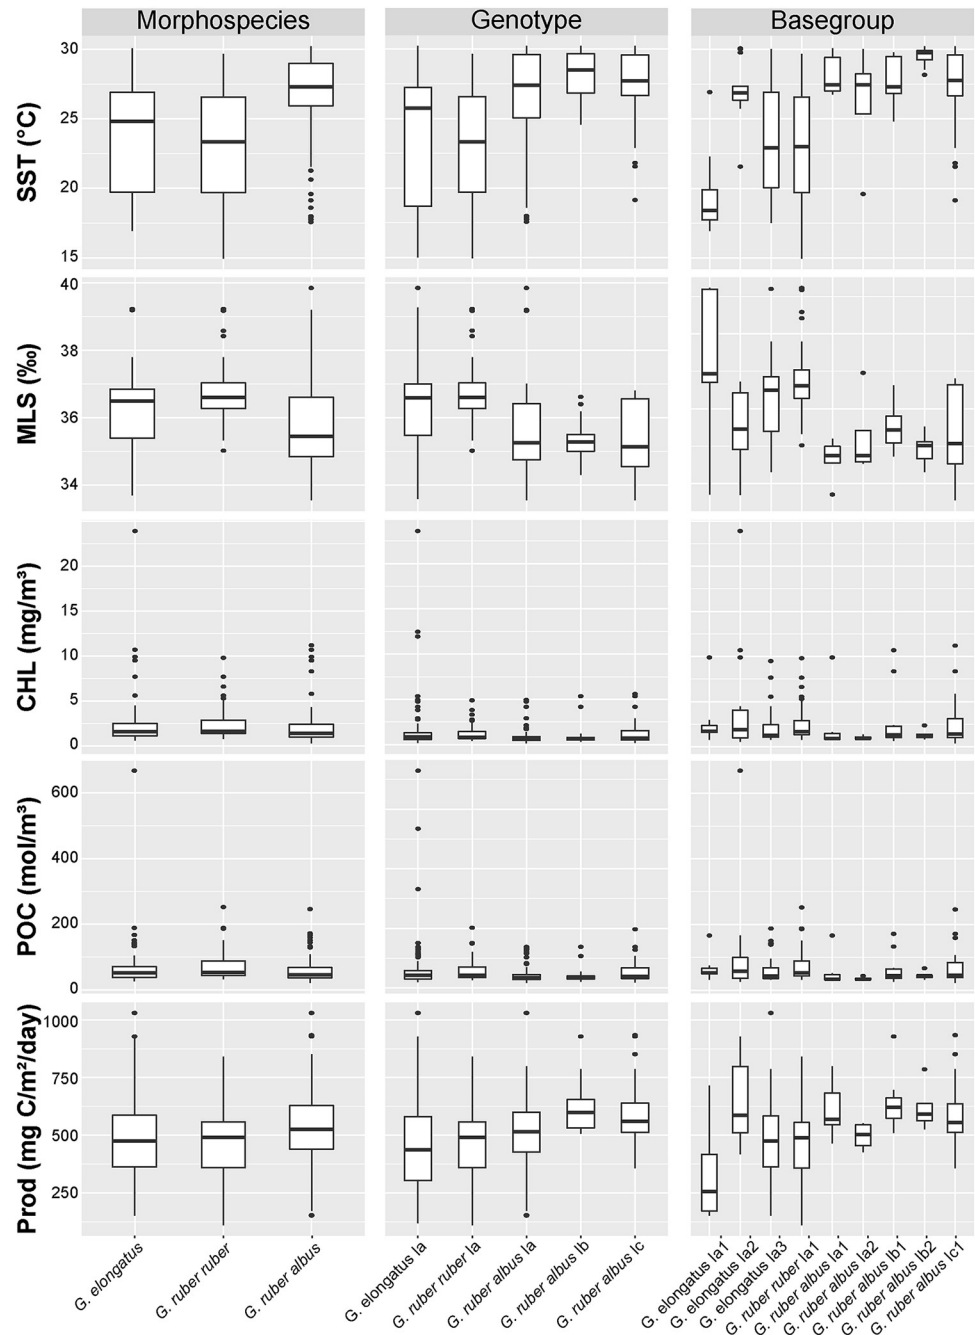 Morphospecies Genotype Basegroup
SST (°C)
30
25
20
15
MLS (‰)
40
38
36
34
CHL (mg/m³)
20
15
10
5
0
POC (mol/m³)
600
400
200
0
Prod (mg C/m²/day)
1000
750
500
250
G. elongatus
G. ruber ruber
G. ruber albus
G. elongatus Ia
G. ruber ruber Ia
G. ruber albus Ia
G. ruber albus Ib
G. ruber albus Ic
G. elongatus Ia1
G. elongatus Ia2
G. elongatus Ia3
G. ruber ruber Ia1
G. ruber albus Ia1
G. ruber albus Ia2
G. ruber albus Ib1
G. ruber albus Ib2
G. ruber albus Ic1